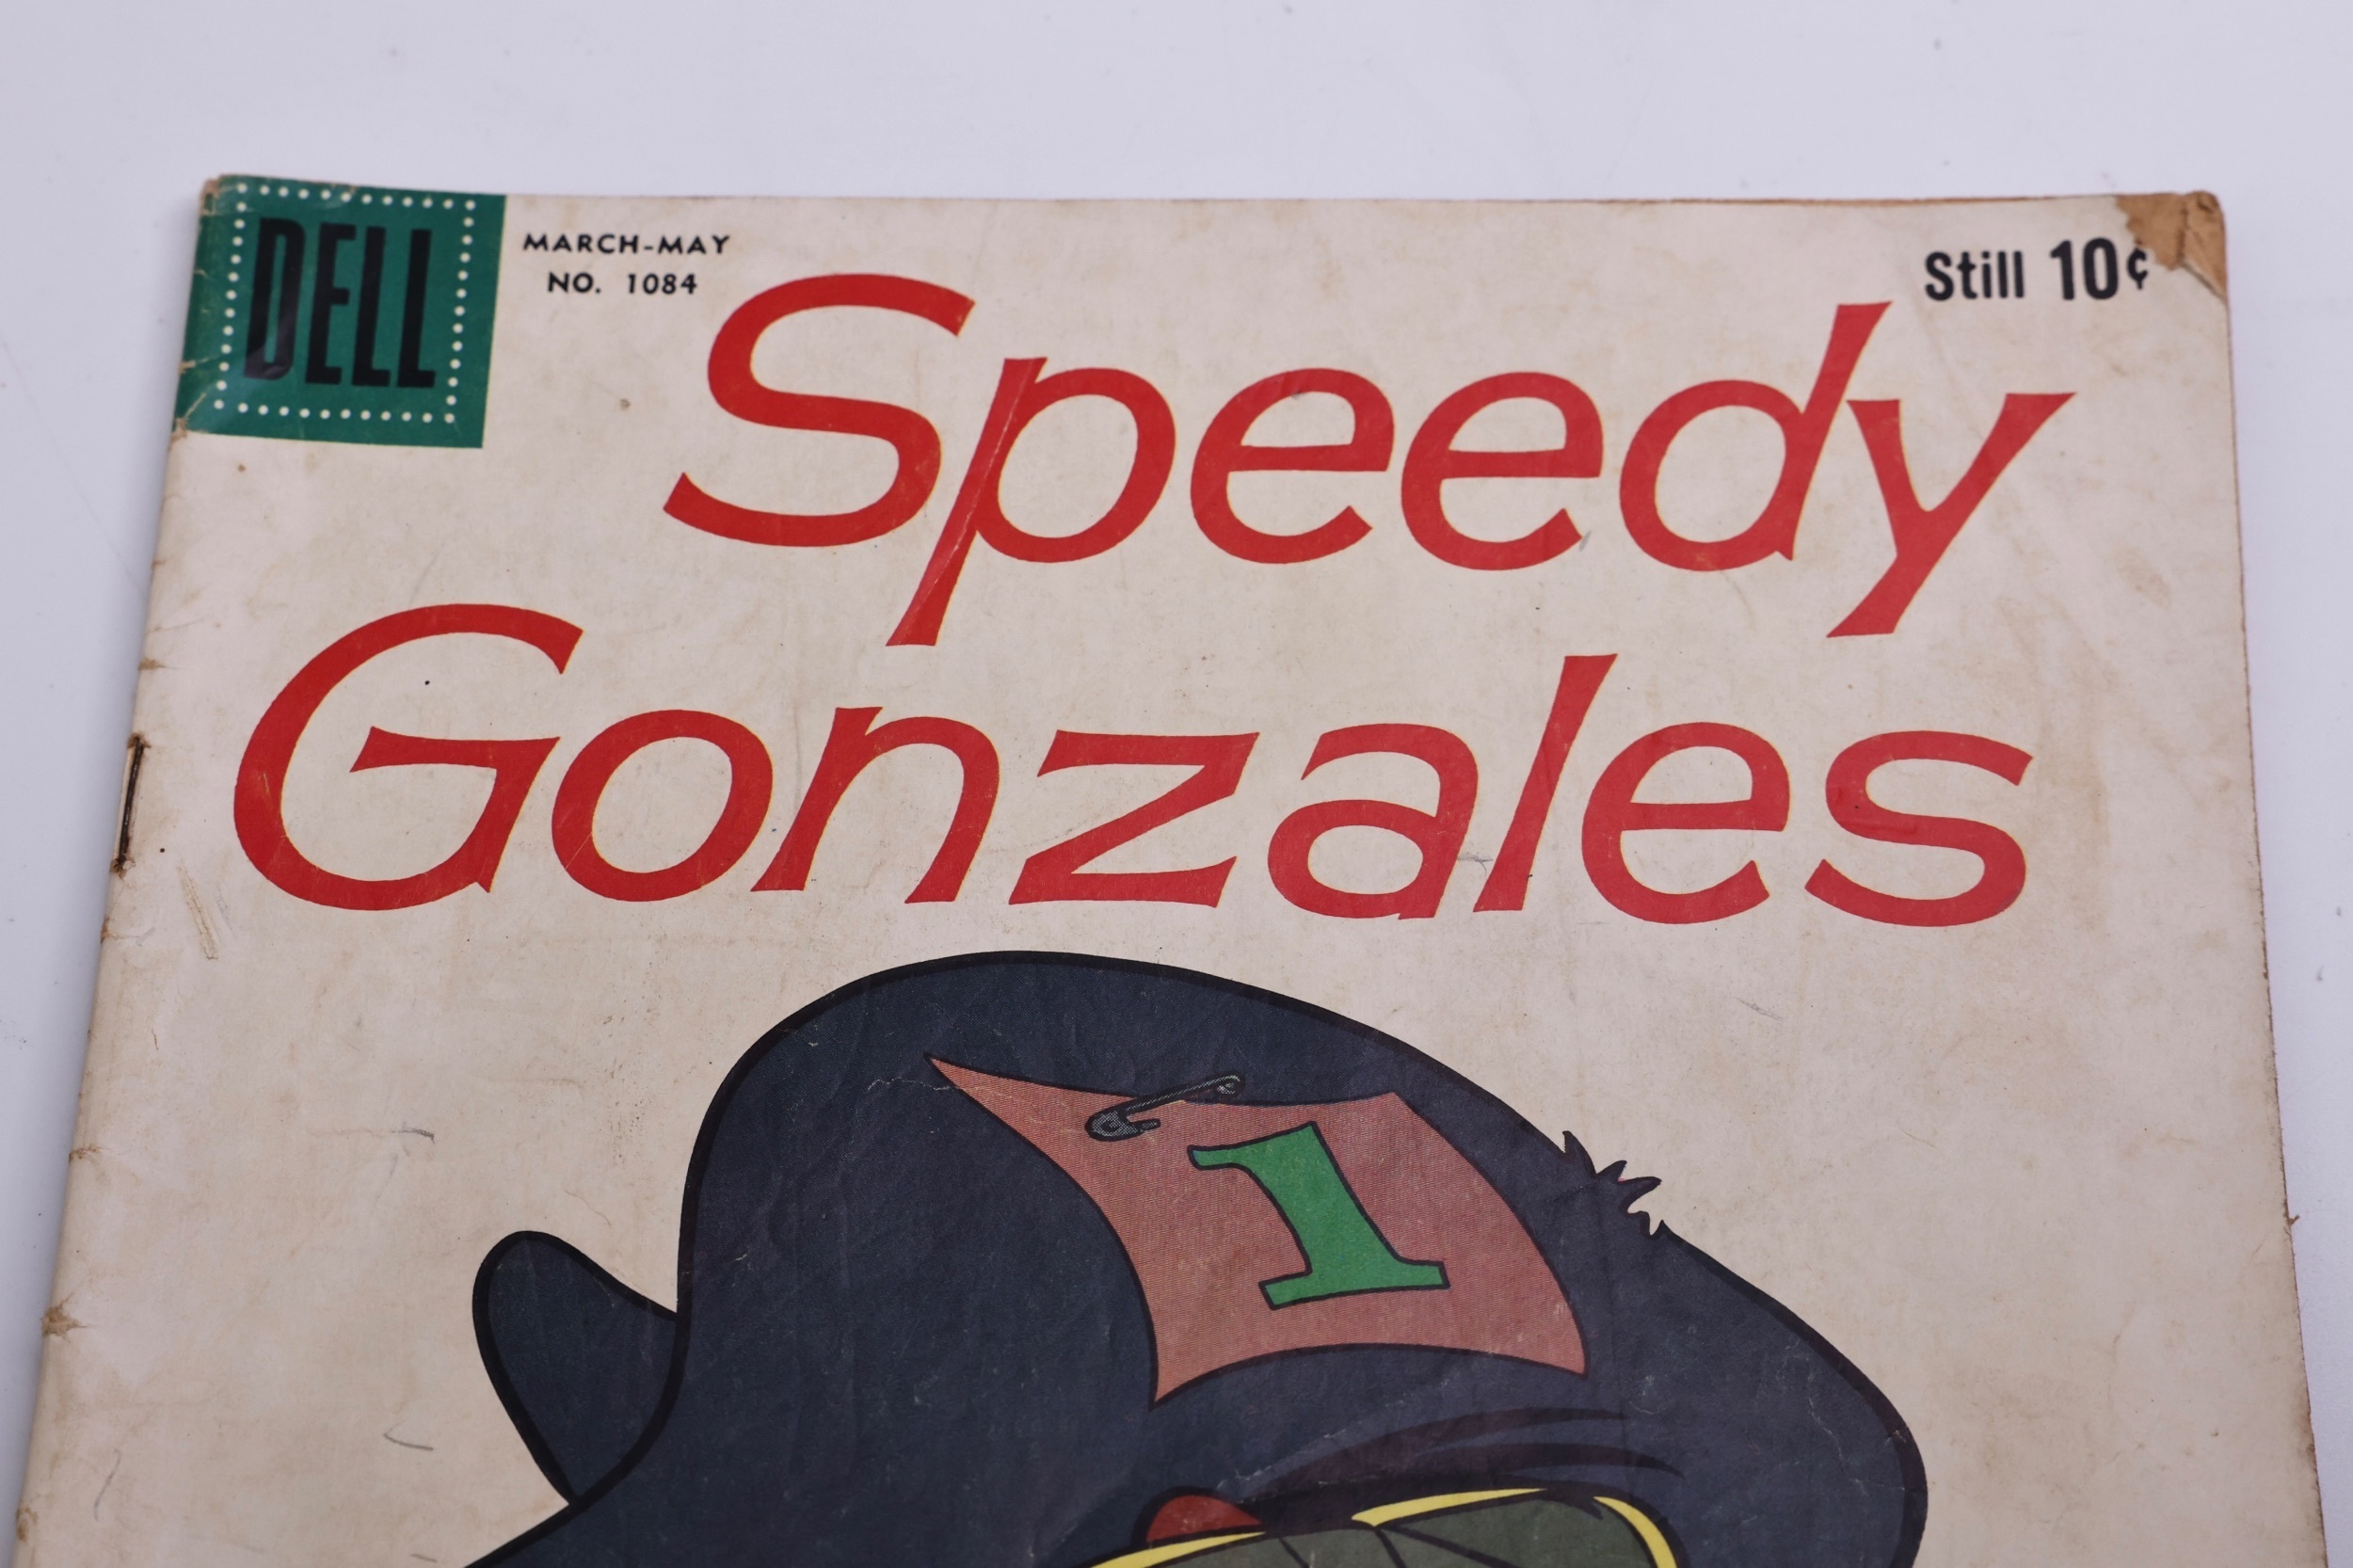 DELL
MARCH-MAY
NO. 1084
Still 10¢
Speedy
Gonzales
1